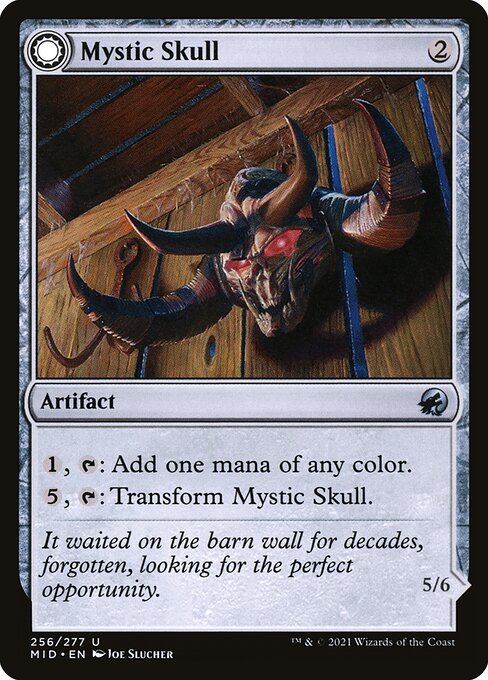 Mystic Skull 2
Artifact
1, : Add one mana of any color.
5, : Transform Mystic Skull.
It waited on the barn wall for decades,
forgotten, looking for the perfect
opportunity.
5/6
256/277 U
MID • EN Joe Slucher
™ & © 2021 Wizards of the Coast